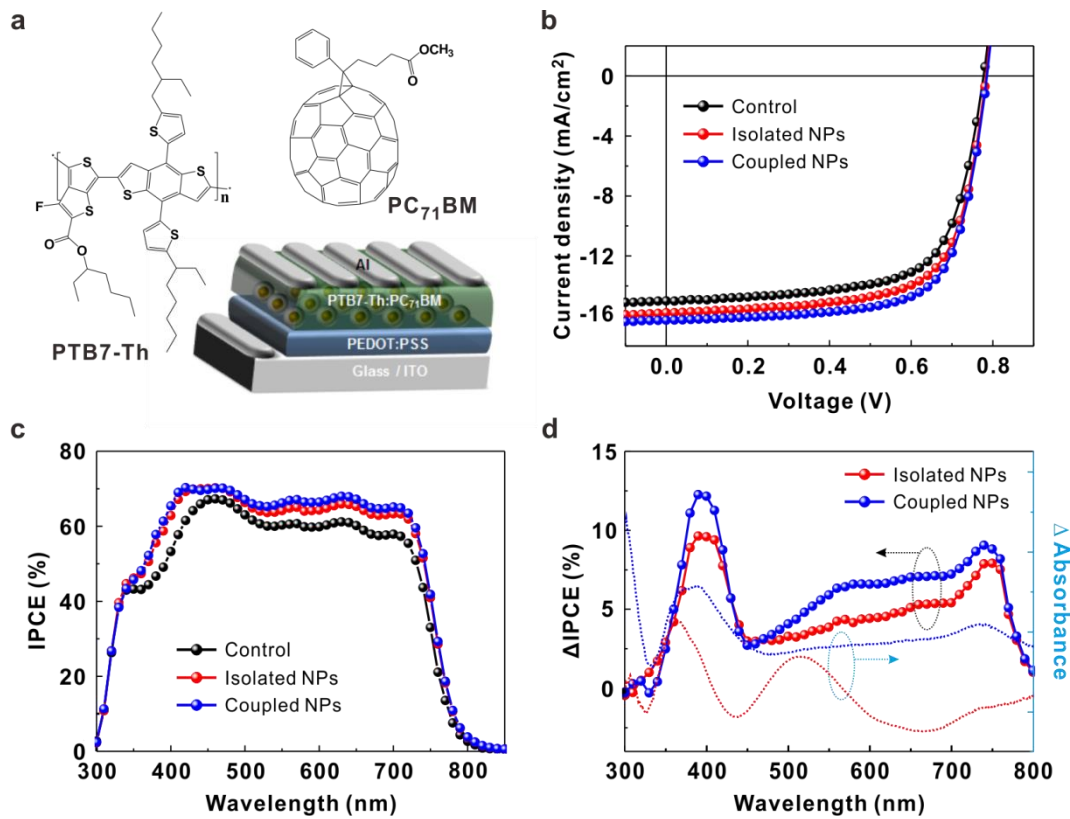 a
S
S
S
S
S
S
F
n
O
O
PTB7-Th
OCH₃
O
PC₇₁BM
Al
PTB7-Th:PC₇₁BM
PEDOT:PSS
Glass / ITO
b
Current density (mA/cm²)
0
-4
-8
-12
-16
Control
Isolated NPs
Coupled NPs
0.0 0.2 0.4 0.6 0.8
Voltage (V)
c
IPCE (%)
80
60
40
20
0
Control
Isolated NPs
Coupled NPs
300 400 500 600 700 800
Wavelength (nm)
d
ΔIPCE (%)
15
10
5
0
Isolated NPs
Coupled NPs
Δ Absorbance
300 400 500 600 700 800
Wavelength (nm)